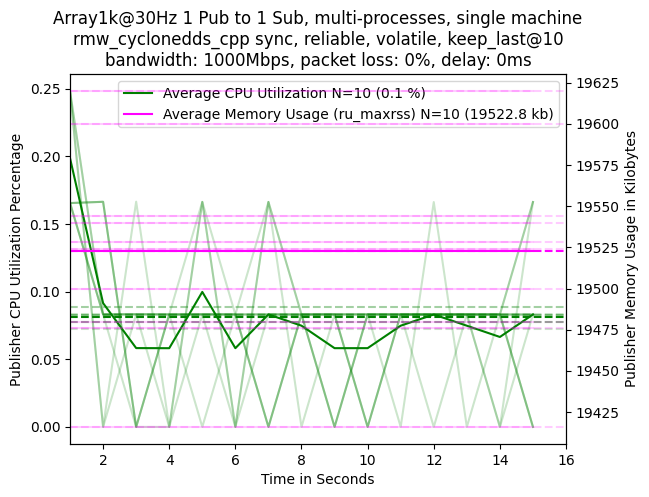 Array1k@30Hz 1 Pub to 1 Sub, multi-processes, single machine
rmw_cyclonedds_cpp sync, reliable, volatile, keep_last@10
bandwidth: 1000Mbps, packet loss: 0%, delay: 0ms
Average CPU Utilization N=10 (0.1 %)
Average Memory Usage (ru_maxrss) N=10 (19522.8 kb)
Publisher CPU Utilization Percentage
0.25
0.20
0.15
0.10
0.05
0.00
19625
19600
19575
19550
19525
19500
19475
19450
19425
Publisher Memory Usage in Kilobytes
2
4
6
8
10
12
14
16
Time in Seconds